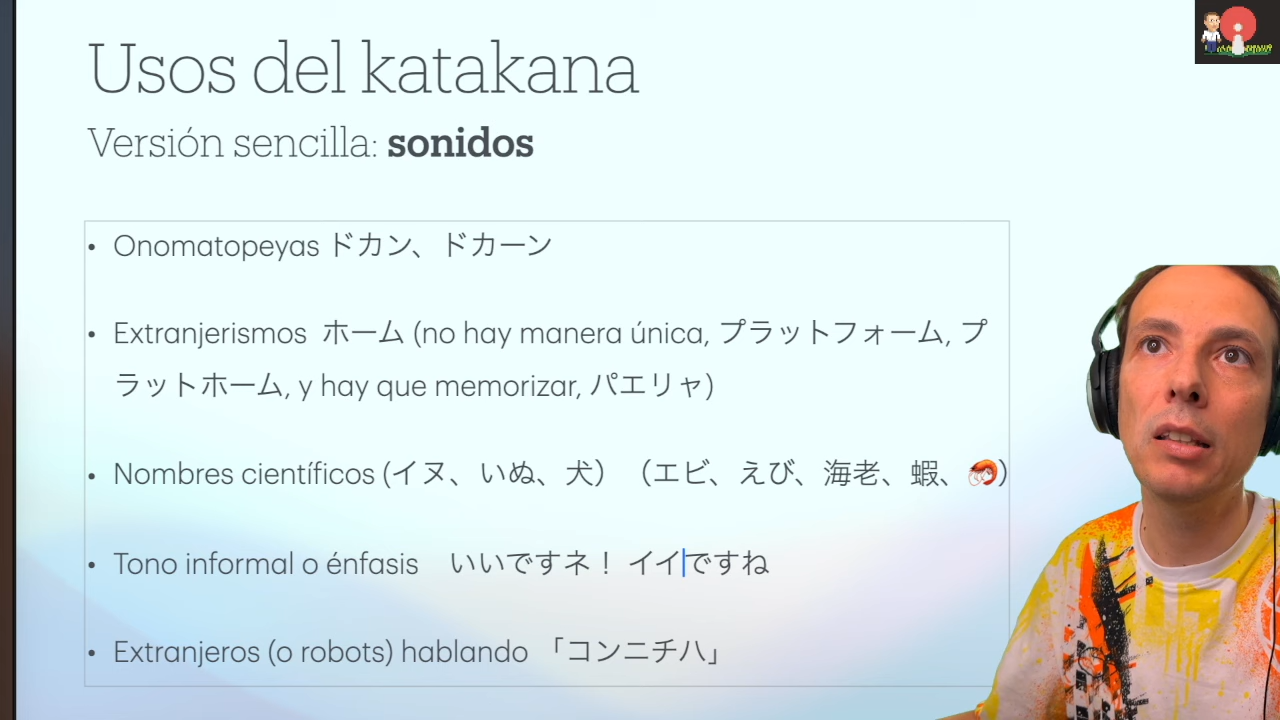 Usos del katakana
Versión sencilla: sonidos
• Onomatopeyas ドカン、ドカーン
• Extranjerismos ホーム (no hay manera única, プラットフォーム, プ
ラットホーム, y hay que memorizar, パエリャ)
• Nombres científicos (イヌ、いぬ、犬）（エビ、えび、海老、蝦、🦐)
• Tono informal o énfasis　いいですネ！ イイですね
• Extranjeros (o robots) hablando 「コンニチハ」